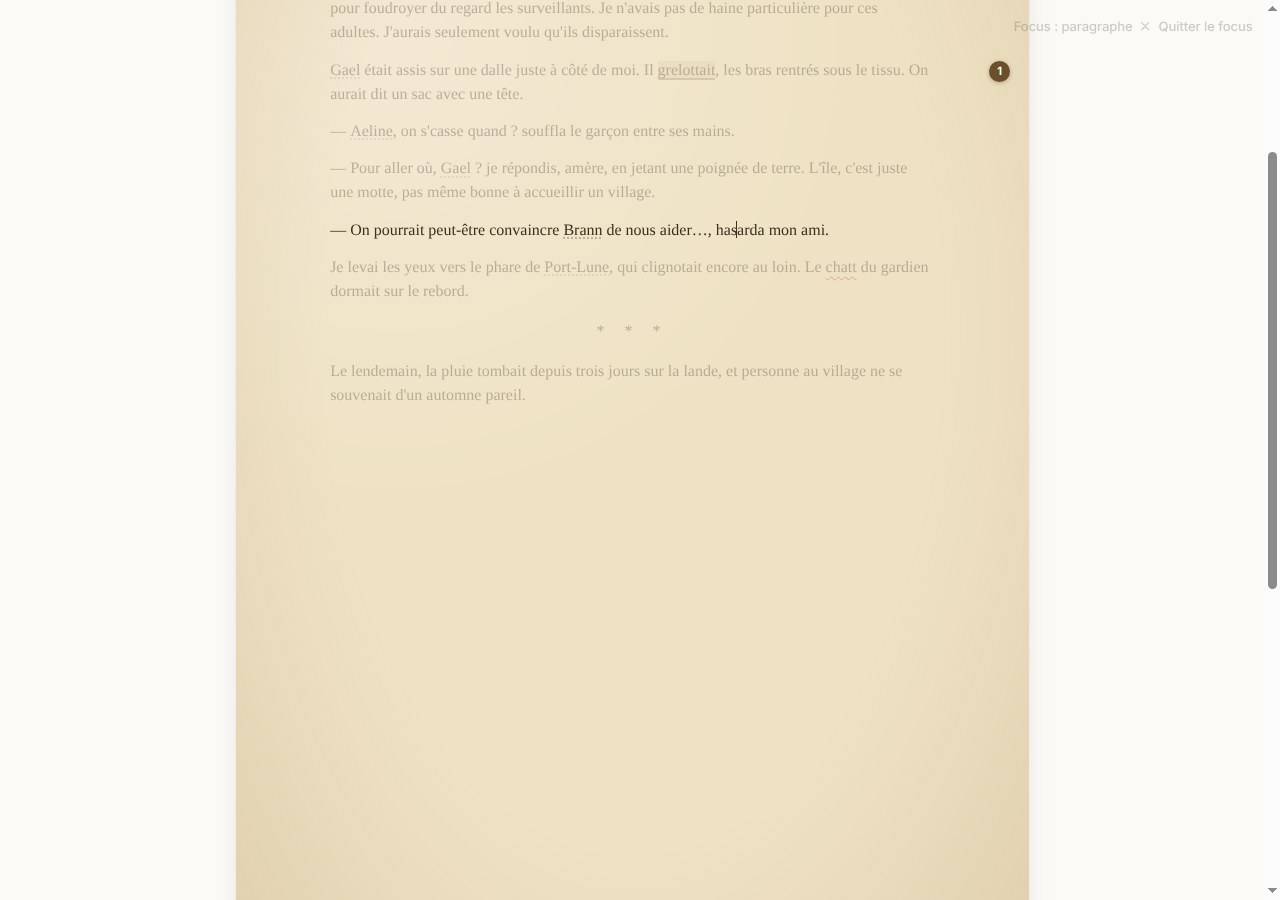 pour foudroyer du regard les surveillants. Je n'avais pas de haine particulière pour ces
adultes. J'aurais seulement voulu qu'ils disparaissent.
Focus : paragraphe × Quitter le focus
Gael était assis sur une dalle juste à côté de moi. Il grelottait, les bras rentrés sous le tissu. On
1
aurait dit un sac avec une tête.
— Aeline, on s'casse quand ? souffla le garçon entre ses mains.
— Pour aller où, Gael ? je répondis, amère, en jetant une poignée de terre. L'île, c'est juste
une motte, pas même bonne à accueillir un village.
— On pourrait peut-être convaincre Brann de nous aider…, hasarda mon ami.
Je levai les yeux vers le phare de Port-Lune, qui clignotait encore au loin. Le chatt du gardien
dormait sur le rebord.
* * *
Le lendemain, la pluie tombait depuis trois jours sur la lande, et personne au village ne se
souvenait d'un automne pareil.